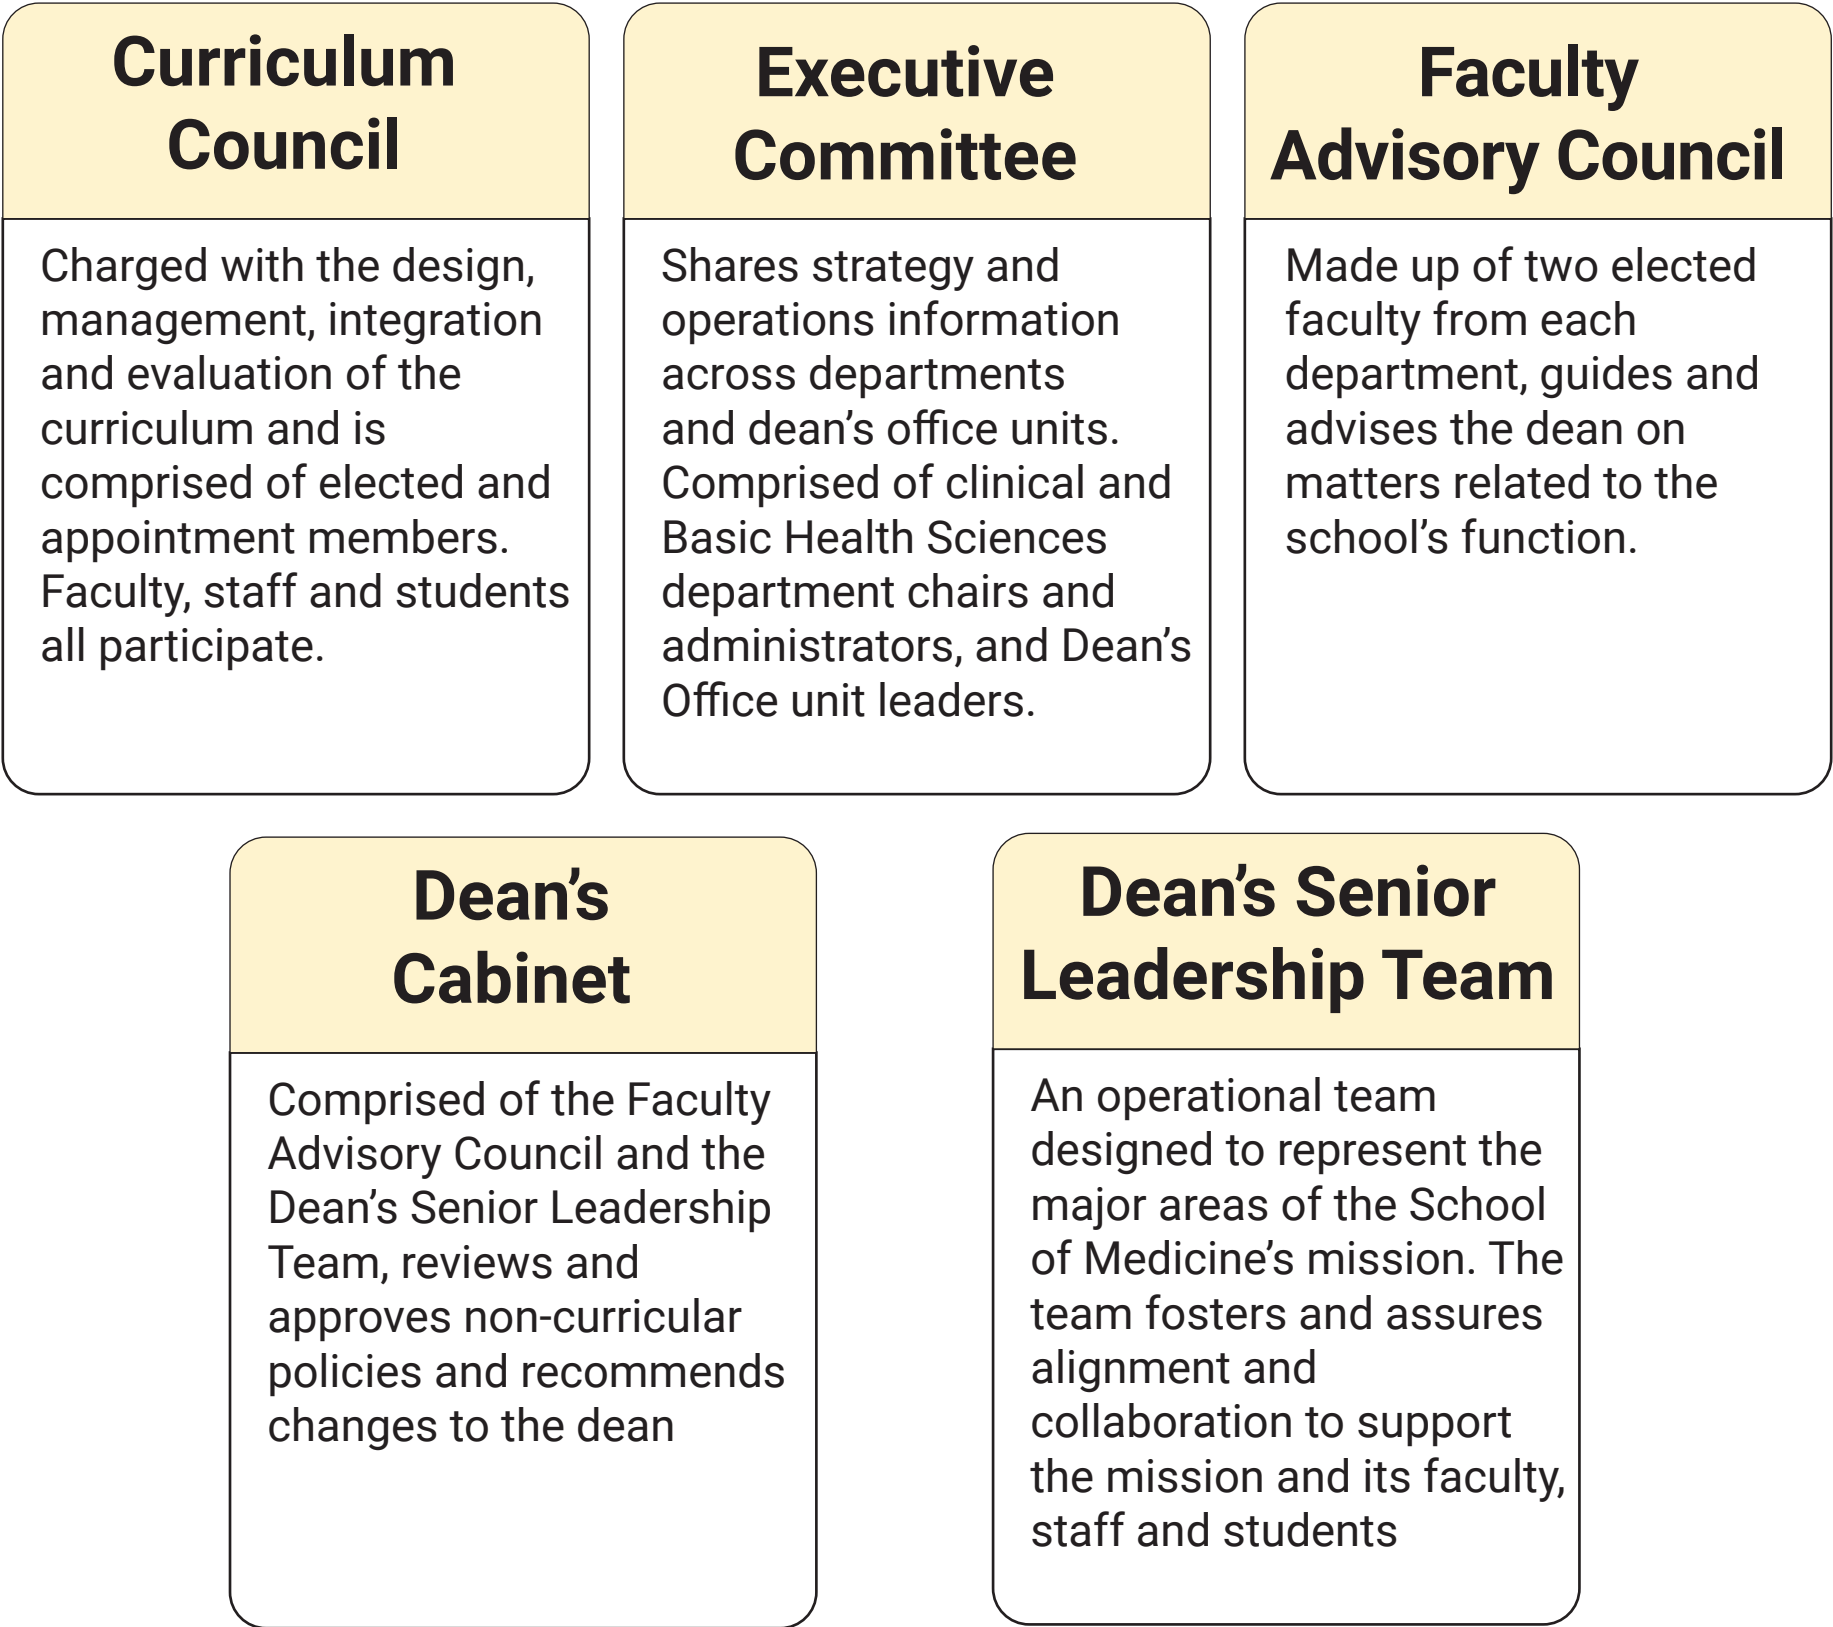 Curriculum
Council
Charged with the design,
management, integration
and evaluation of the
curriculum and is
comprised of elected and
appointment members.
Faculty, staff and students
all participate.
Executive
Committee
Shares strategy and
operations information
across departments
and dean’s office units.
Comprised of clinical and
Basic Health Sciences
department chairs and
administrators, and Dean’s
Office unit leaders.
Faculty
Advisory Council
Made up of two elected
faculty from each
department, guides and
advises the dean on
matters related to the
school’s function.
Dean’s
Cabinet
Comprised of the Faculty
Advisory Council and the
Dean’s Senior Leadership
Team, reviews and
approves non-curricular
policies and recommends
changes to the dean
Dean’s Senior
Leadership Team
An operational team
designed to represent the
major areas of the School
of Medicine’s mission. The
team fosters and assures
alignment and
collaboration to support
the mission and its faculty,
staff and students